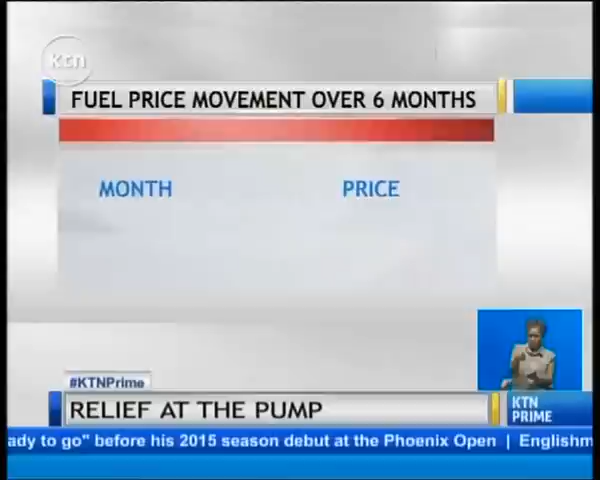 ktn
FUEL PRICE MOVEMENT OVER 6 MONTHS
MONTH PRICE
#KTNPrime
RELIEF AT THE PUMP
KTN
PRIME
ady to go" before his 2015 season debut at the Phoenix Open | Englishm